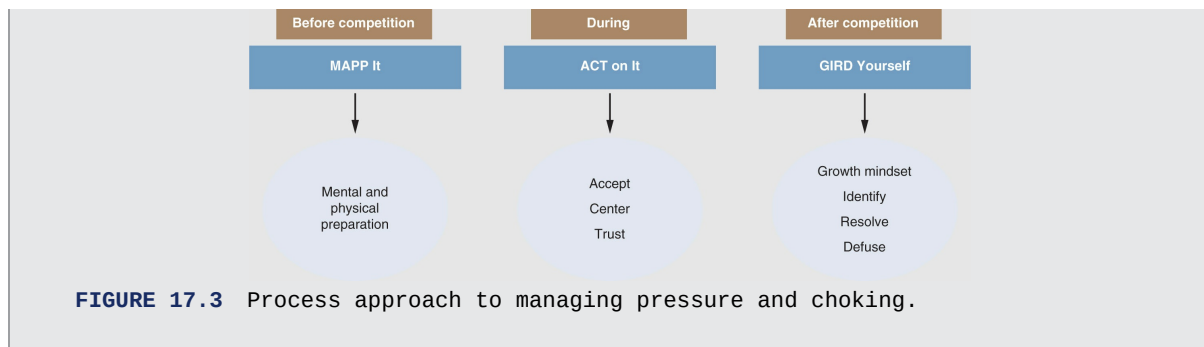 Before competition
During
After competition
MAPP It
ACT on It
GIRD Yourself
Mental and
physical
preparation
Accept
Center
Trust
Growth mindset
Identify
Resolve
Defuse
FIGURE 17.3 Process approach to managing pressure and choking.